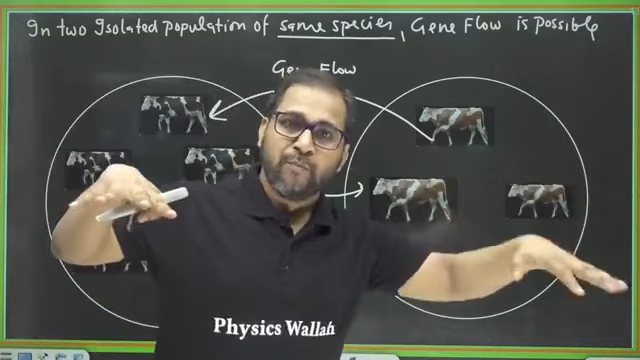 In two Isolated population of same species, Gene Flow is possible
Gene Flow
Physics Wallah